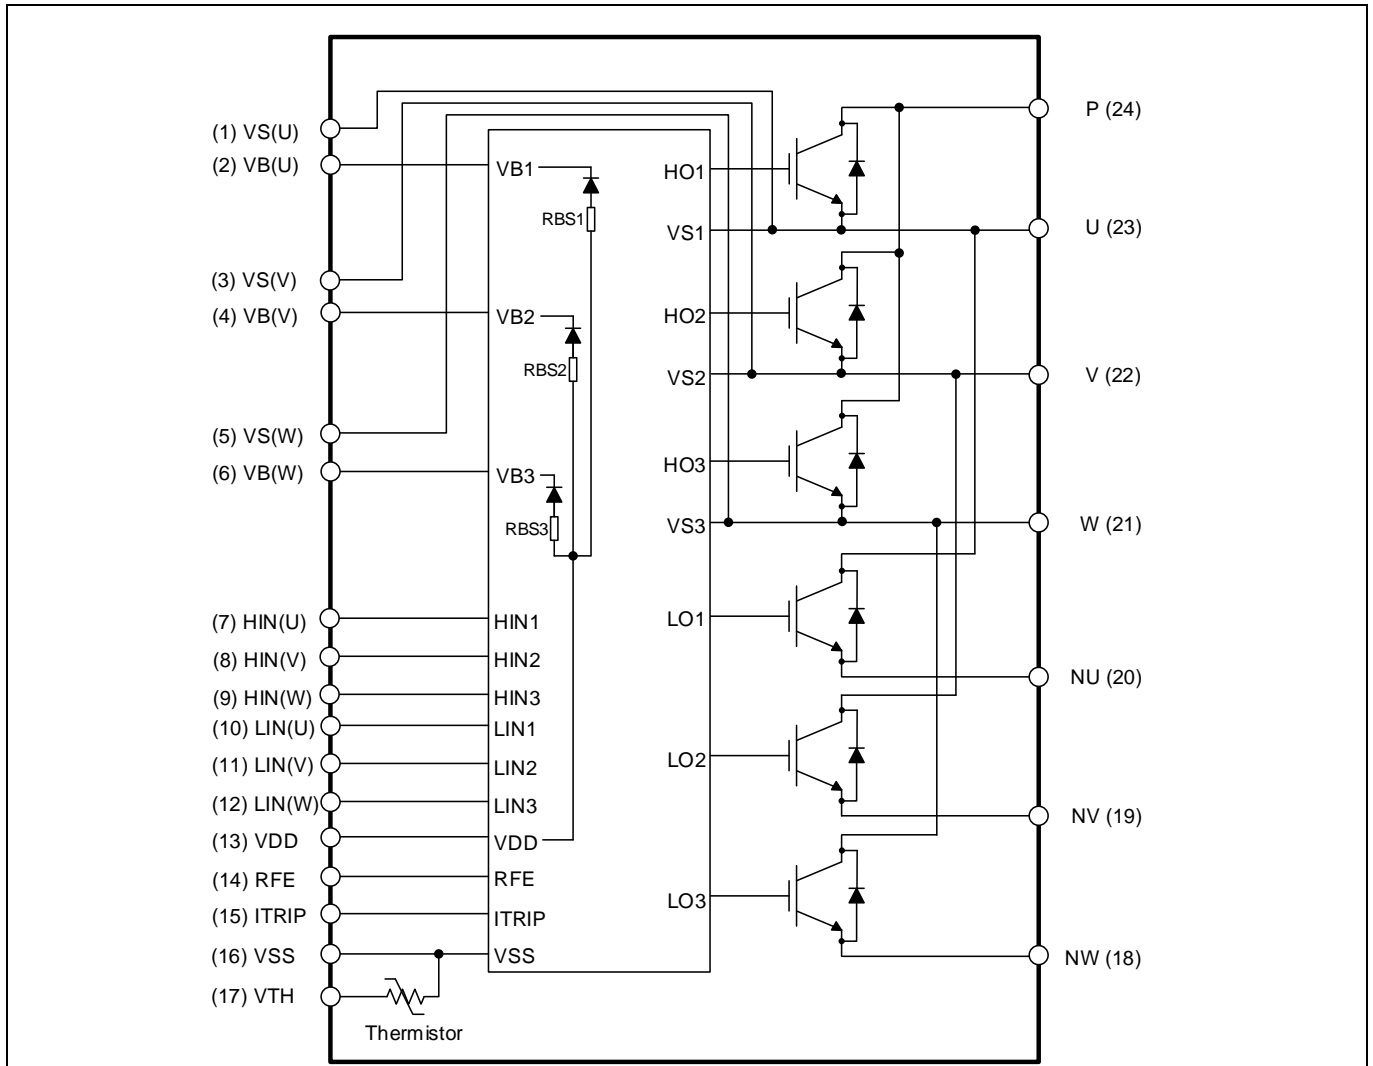 (1) VS(U)
(2) VB(U)
(3) VS(V)
(4) VB(V)
(5) VS(W)
(6) VB(W)
(7) HIN(U)
(8) HIN(V)
(9) HIN(W)
(10) LIN(U)
(11) LIN(V)
(12) LIN(W)
(13) VDD
(14) RFE
(15) ITRIP
(16) VSS
(17) VTH
Thermistor
VB1
RBS1
VB2
RBS2
VB3
RBS3
HIN1
HIN2
HIN3
LIN1
LIN2
LIN3
VDD
RFE
ITRIP
VSS
HO1
VS1
HO2
VS2
HO3
VS3
LO1
LO2
LO3
P (24)
U (23)
V (22)
W (21)
NU (20)
NV (19)
NW (18)